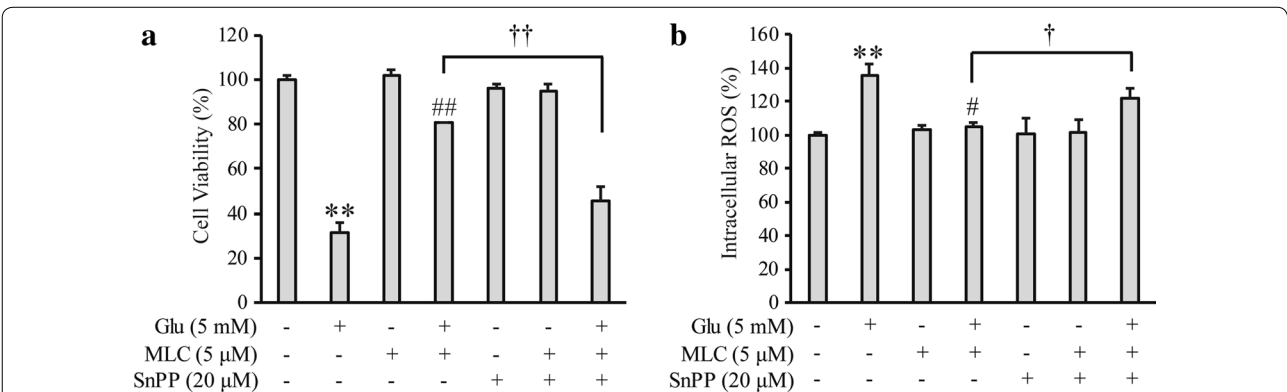 a
120
100
80
60
40
20
0
Cell Viability (%)
**
##
††
Glu (5 mM) - + - + - - +
MLC (5 μM) - - + + - + +
SnPP (20 μM) - - - - + + +
b
160
140
120
100
80
60
40
20
0
Intracellular ROS (%)
**
#
†
Glu (5 mM) - + - + - - +
MLC (5 μM) - - + + - + +
SnPP (20 μM) - - - - + + +